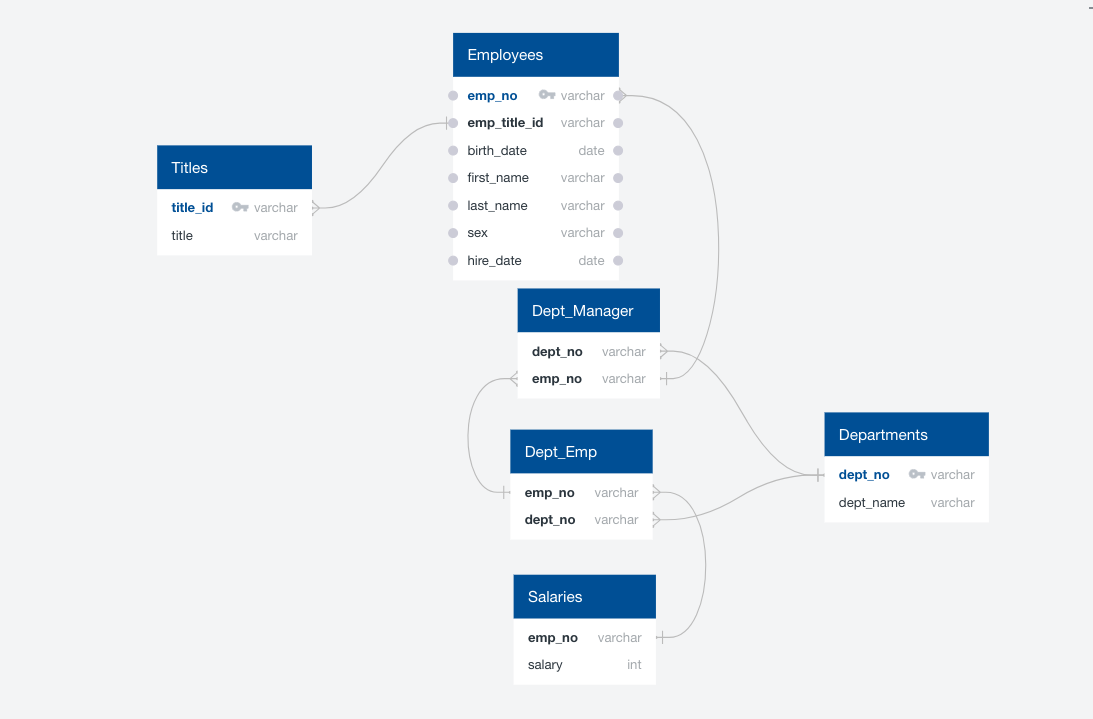 Employees
emp_no varchar
emp_title_id varchar
birth_date date
first_name varchar
last_name varchar
sex varchar
hire_date date
Titles
title_id varchar
title varchar
Dept_Manager
dept_no varchar
emp_no varchar
Dept_Emp
emp_no varchar
dept_no varchar
Departments
dept_no varchar
dept_name varchar
Salaries
emp_no varchar
salary int